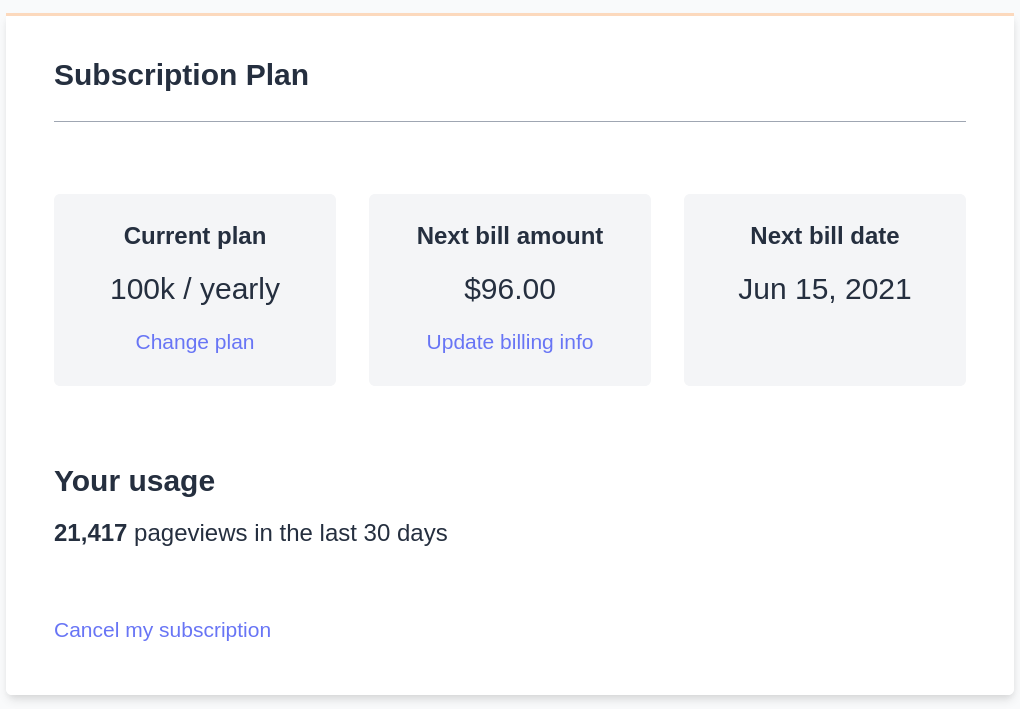 Subscription Plan
Current plan
100k / yearly
Change plan
Next bill amount
$96.00
Update billing info
Next bill date
Jun 15, 2021
Your usage
21,417 pageviews in the last 30 days
Cancel my subscription